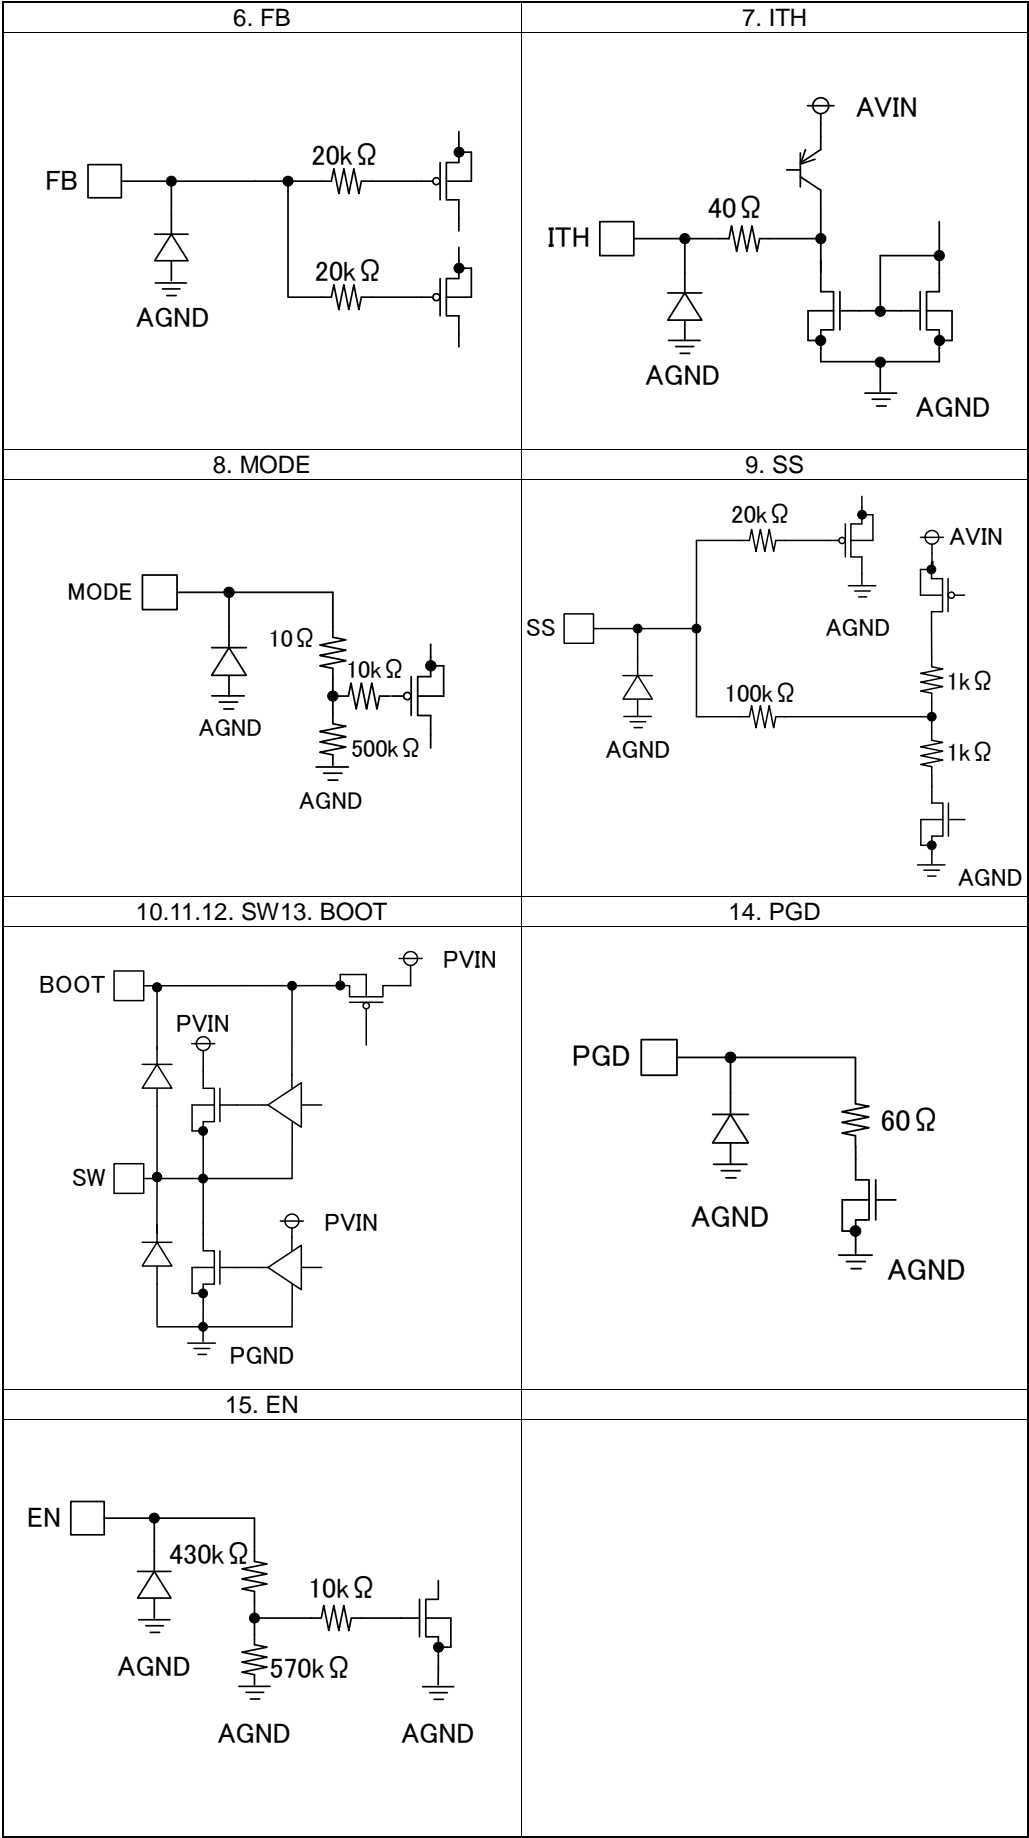 6. FB
7. ITH
FB
20kΩ
20kΩ
AGND
AVIN
40Ω
ITH
AGND
AGND
8. MODE
9. SS
MODE
10Ω
10kΩ
500kΩ
AGND
AGND
20kΩ
AVIN
SS
AGND
1kΩ
100kΩ
1kΩ
AGND
AGND
10.11.12. SW13. BOOT
14. PGD
BOOT
PVIN
PVIN
SW
PVIN
PGND
PGD
60Ω
AGND
AGND
15. EN
EN
430kΩ
10kΩ
570kΩ
AGND
AGND
AGND